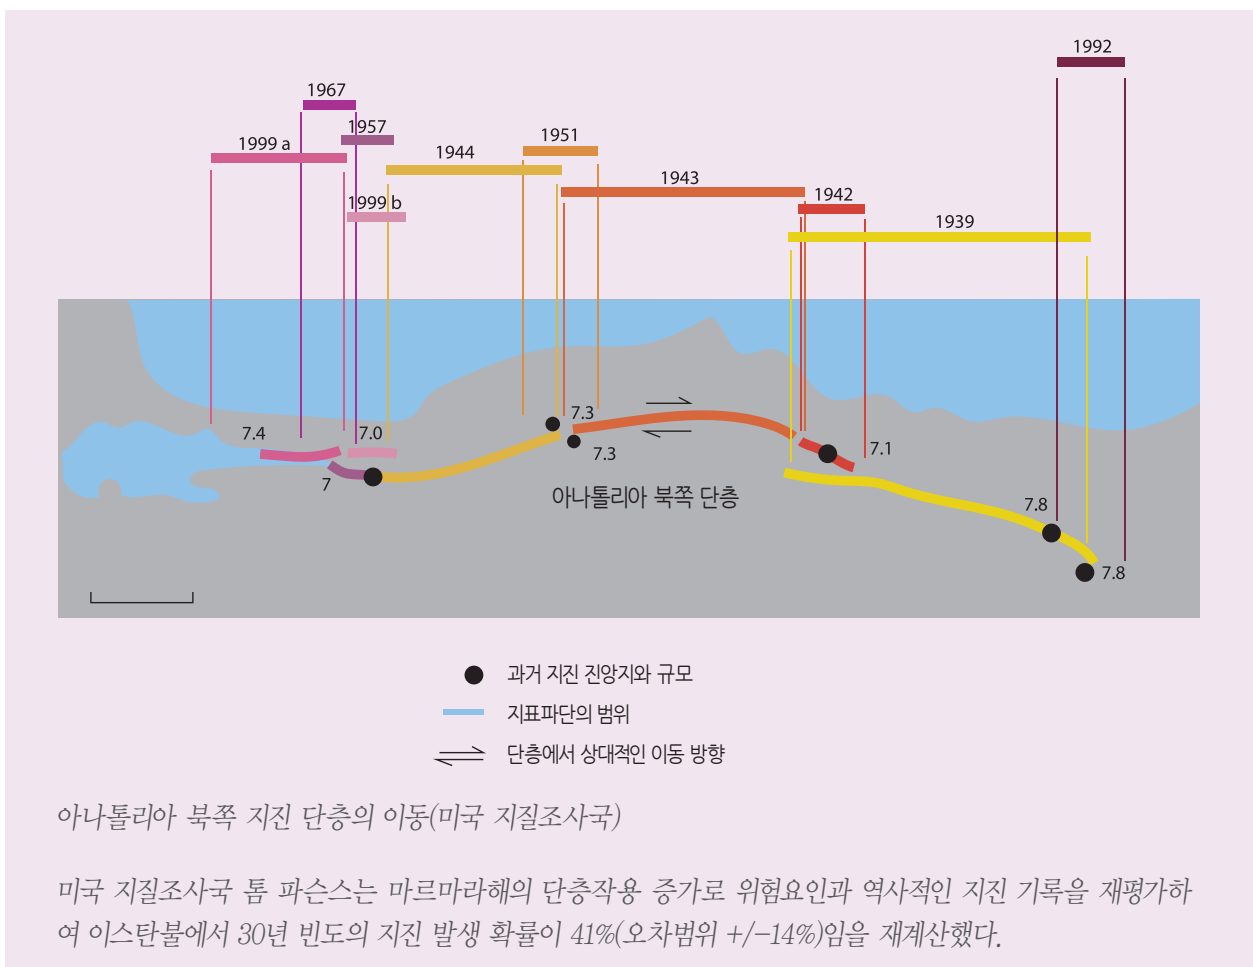 1992
1967
1957
1951
1999 a
1944
1943
1942
1999 b
1939
7.4
7.0
7.3
7.3
7.1
7
아나톨리아 북쪽 단층
7.8
7.8
과거 지진 진앙지와 규모
지표파단의 범위
단층에서 상대적인 이동 방향
아나톨리아 북쪽 지진 단층의 이동(미국 지질조사국)
미국 지질조사국 톰 파슨스는 마르마라해의 단층작용 증가로 위험요인과 역사적인 지진 기록을 재평가하
여 이스탄불에서 30년 빈도의 지진 발생 확률이 41%(오차범위 +/–14%)임을 재계산했다.